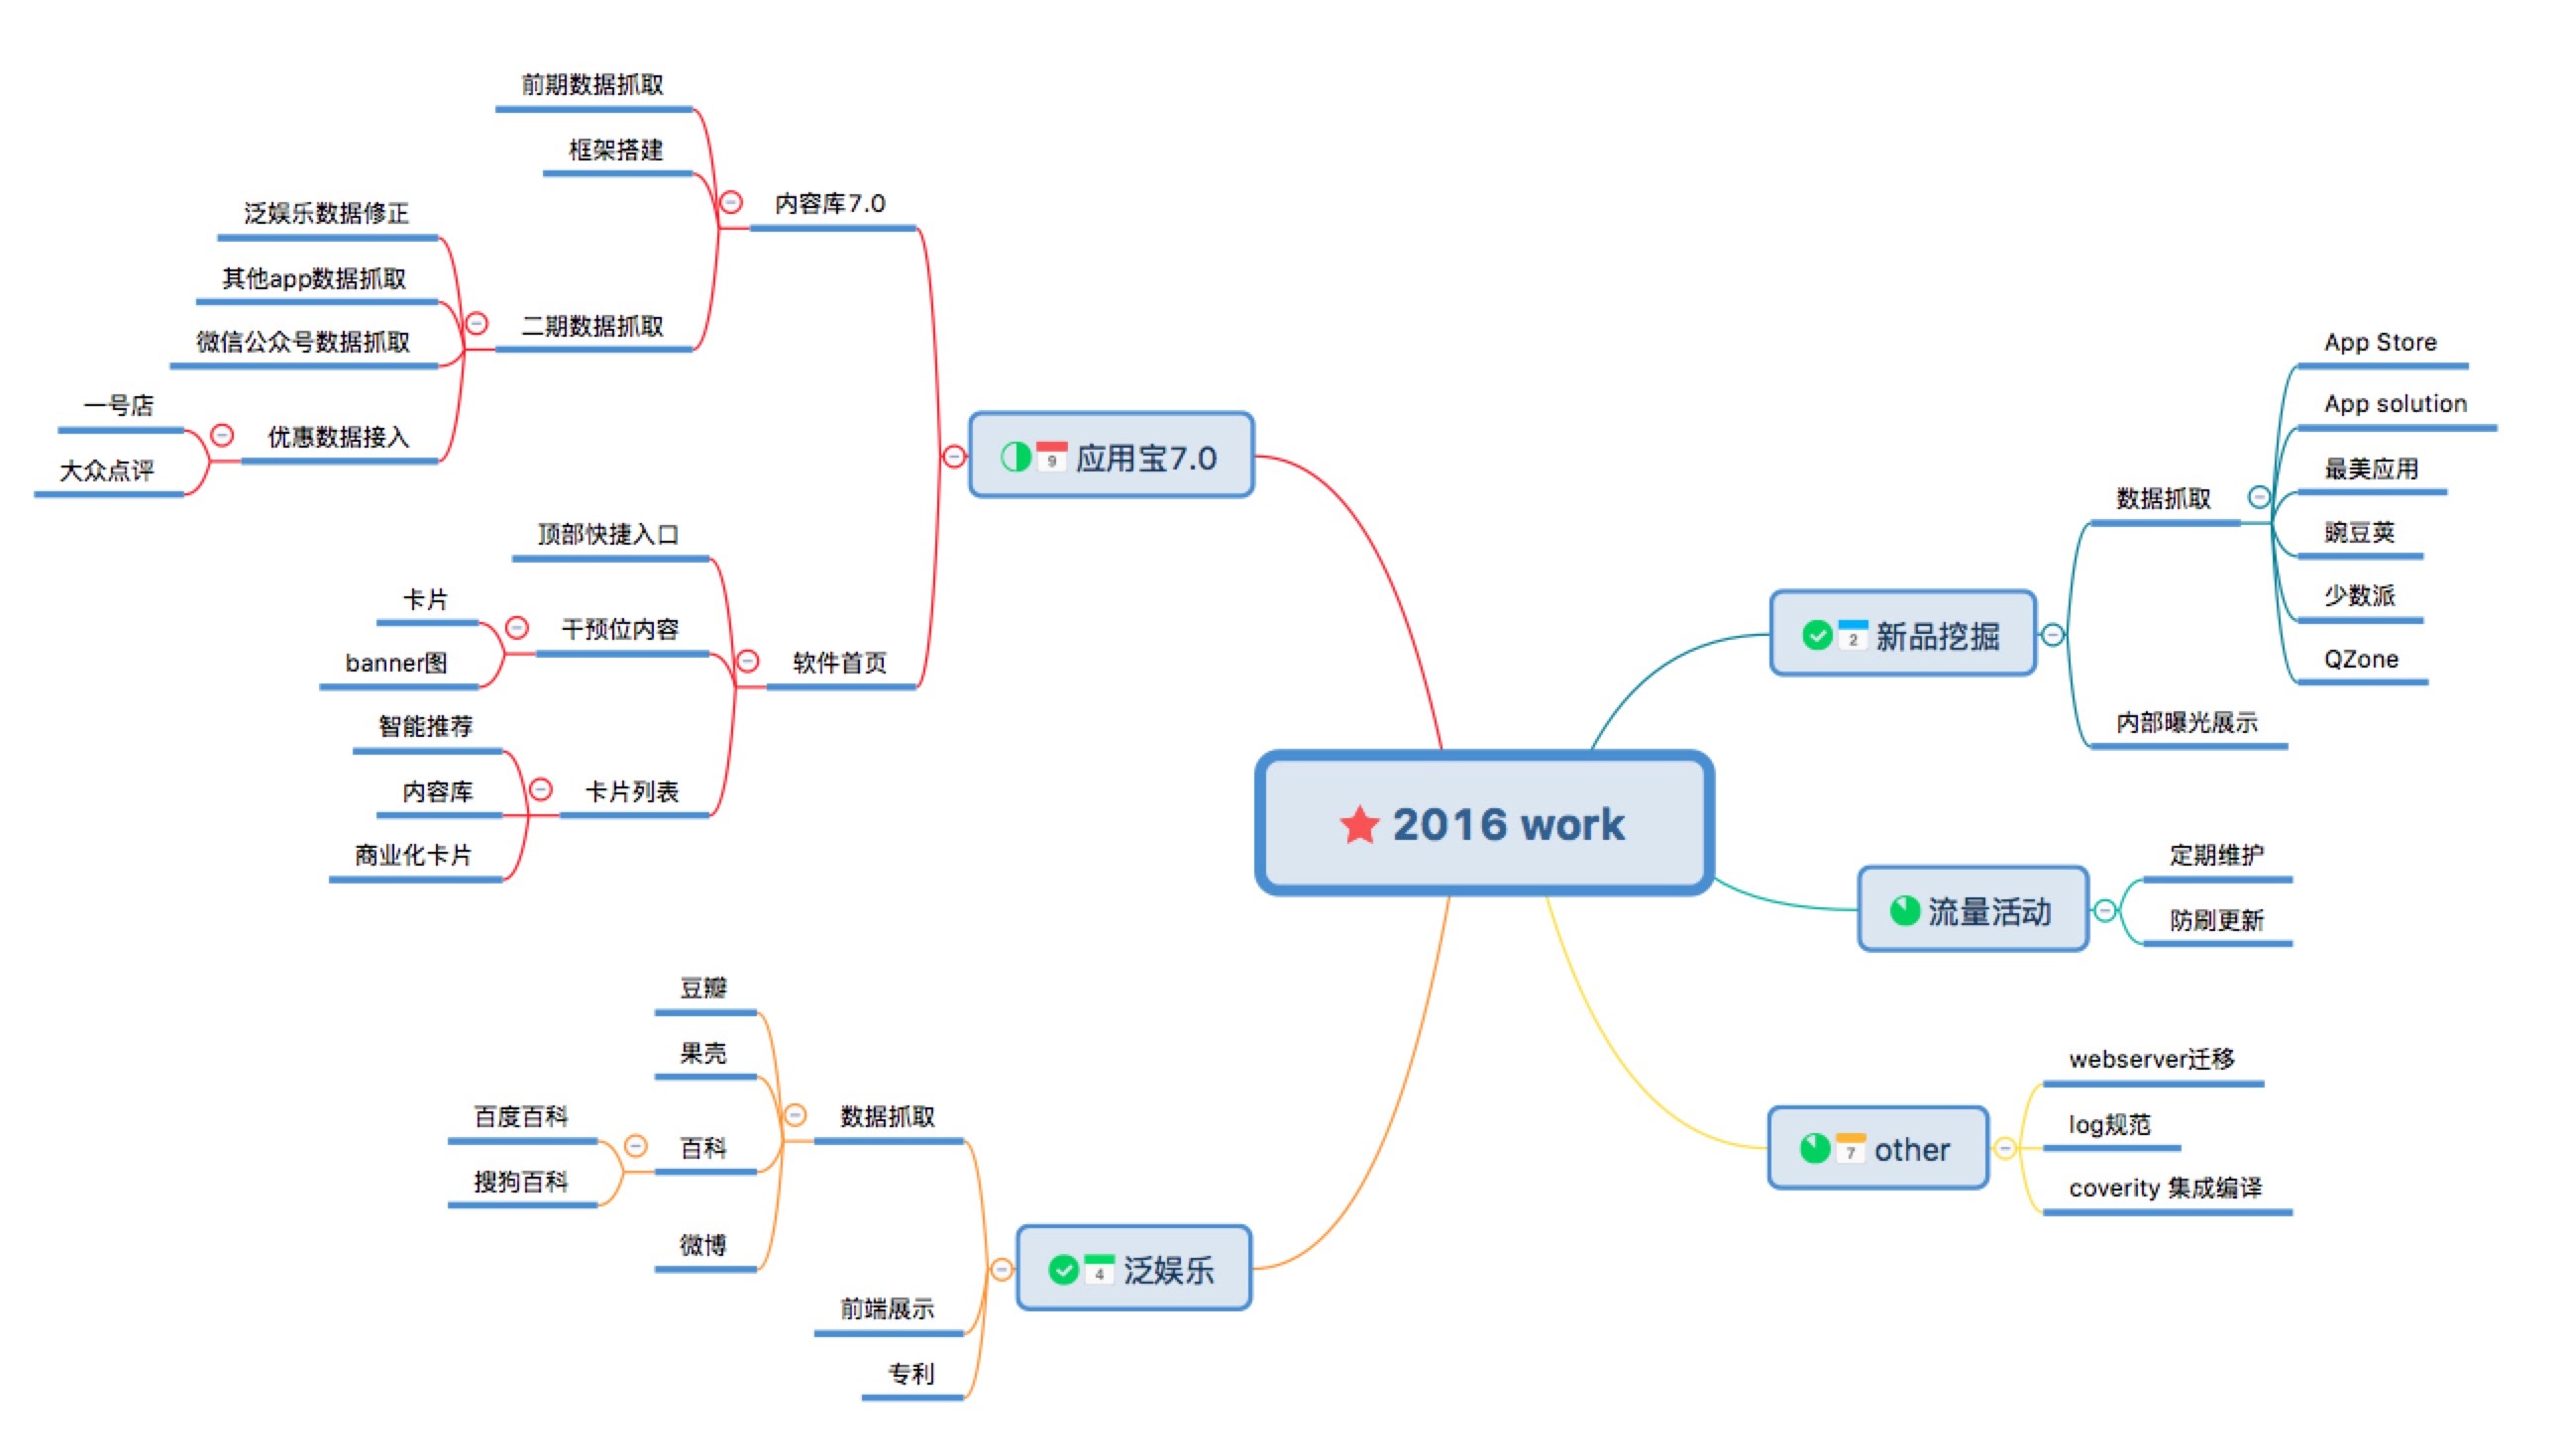 2016 work
2
新品挖掘
数据抓取
App Store
App solution
最美应用
豌豆荚
少数派
QZone
内部曝光展示
流量活动
定期维护
防刷更新
7
other
webserver迁移
log规范
coverity 集成编译
4
泛娱乐
数据抓取
豆瓣
果壳
百科
百度百科
搜狗百科
微博
前端展示
专利
9
应用宝7.0
内容库7.0
前期数据抓取
框架搭建
二期数据抓取
泛娱乐数据修正
其他app数据抓取
微信公众号数据抓取
优惠数据接入
一号店
大众点评
软件首页
顶部快捷入口
干预位内容
卡片
banner图
卡片列表
智能推荐
内容库
商业化卡片